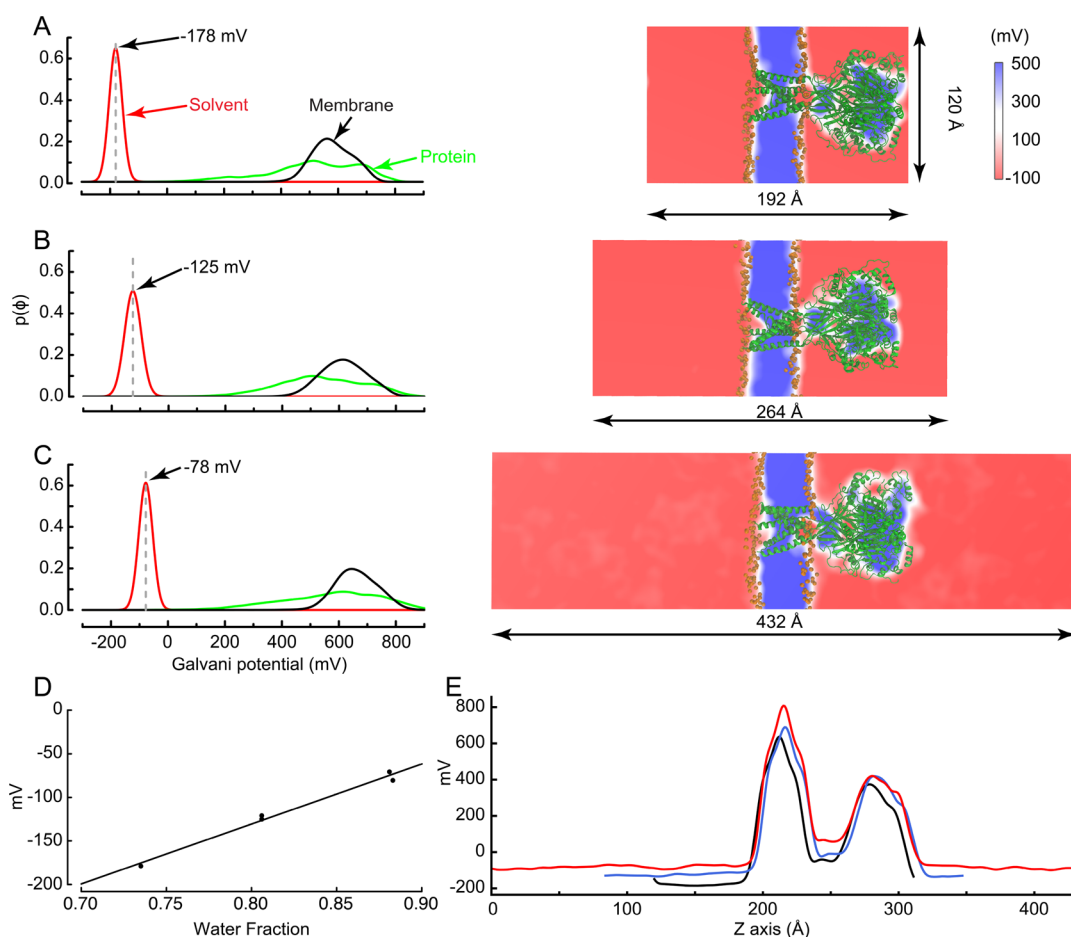 A
-178 mV
Solvent
Membrane
Protein
0.6
0.4
0.2
0.0
(mV)
500
300
100
-100
120 Å
192 Å
B
-125 mV
p(ϕ)
0.6
0.4
0.2
0.0
264 Å
C
-78 mV
0.6
0.4
0.2
0.0
-200 0 200 400 600 800
Galvani potential (mV)
432 Å
D
0
-50
-100
-150
-200
mV
0.70 0.75 0.80 0.85 0.90
Water Fraction
E
800
600
400
200
0
-200
mV
0 100 200 300 400
Z axis (Å)